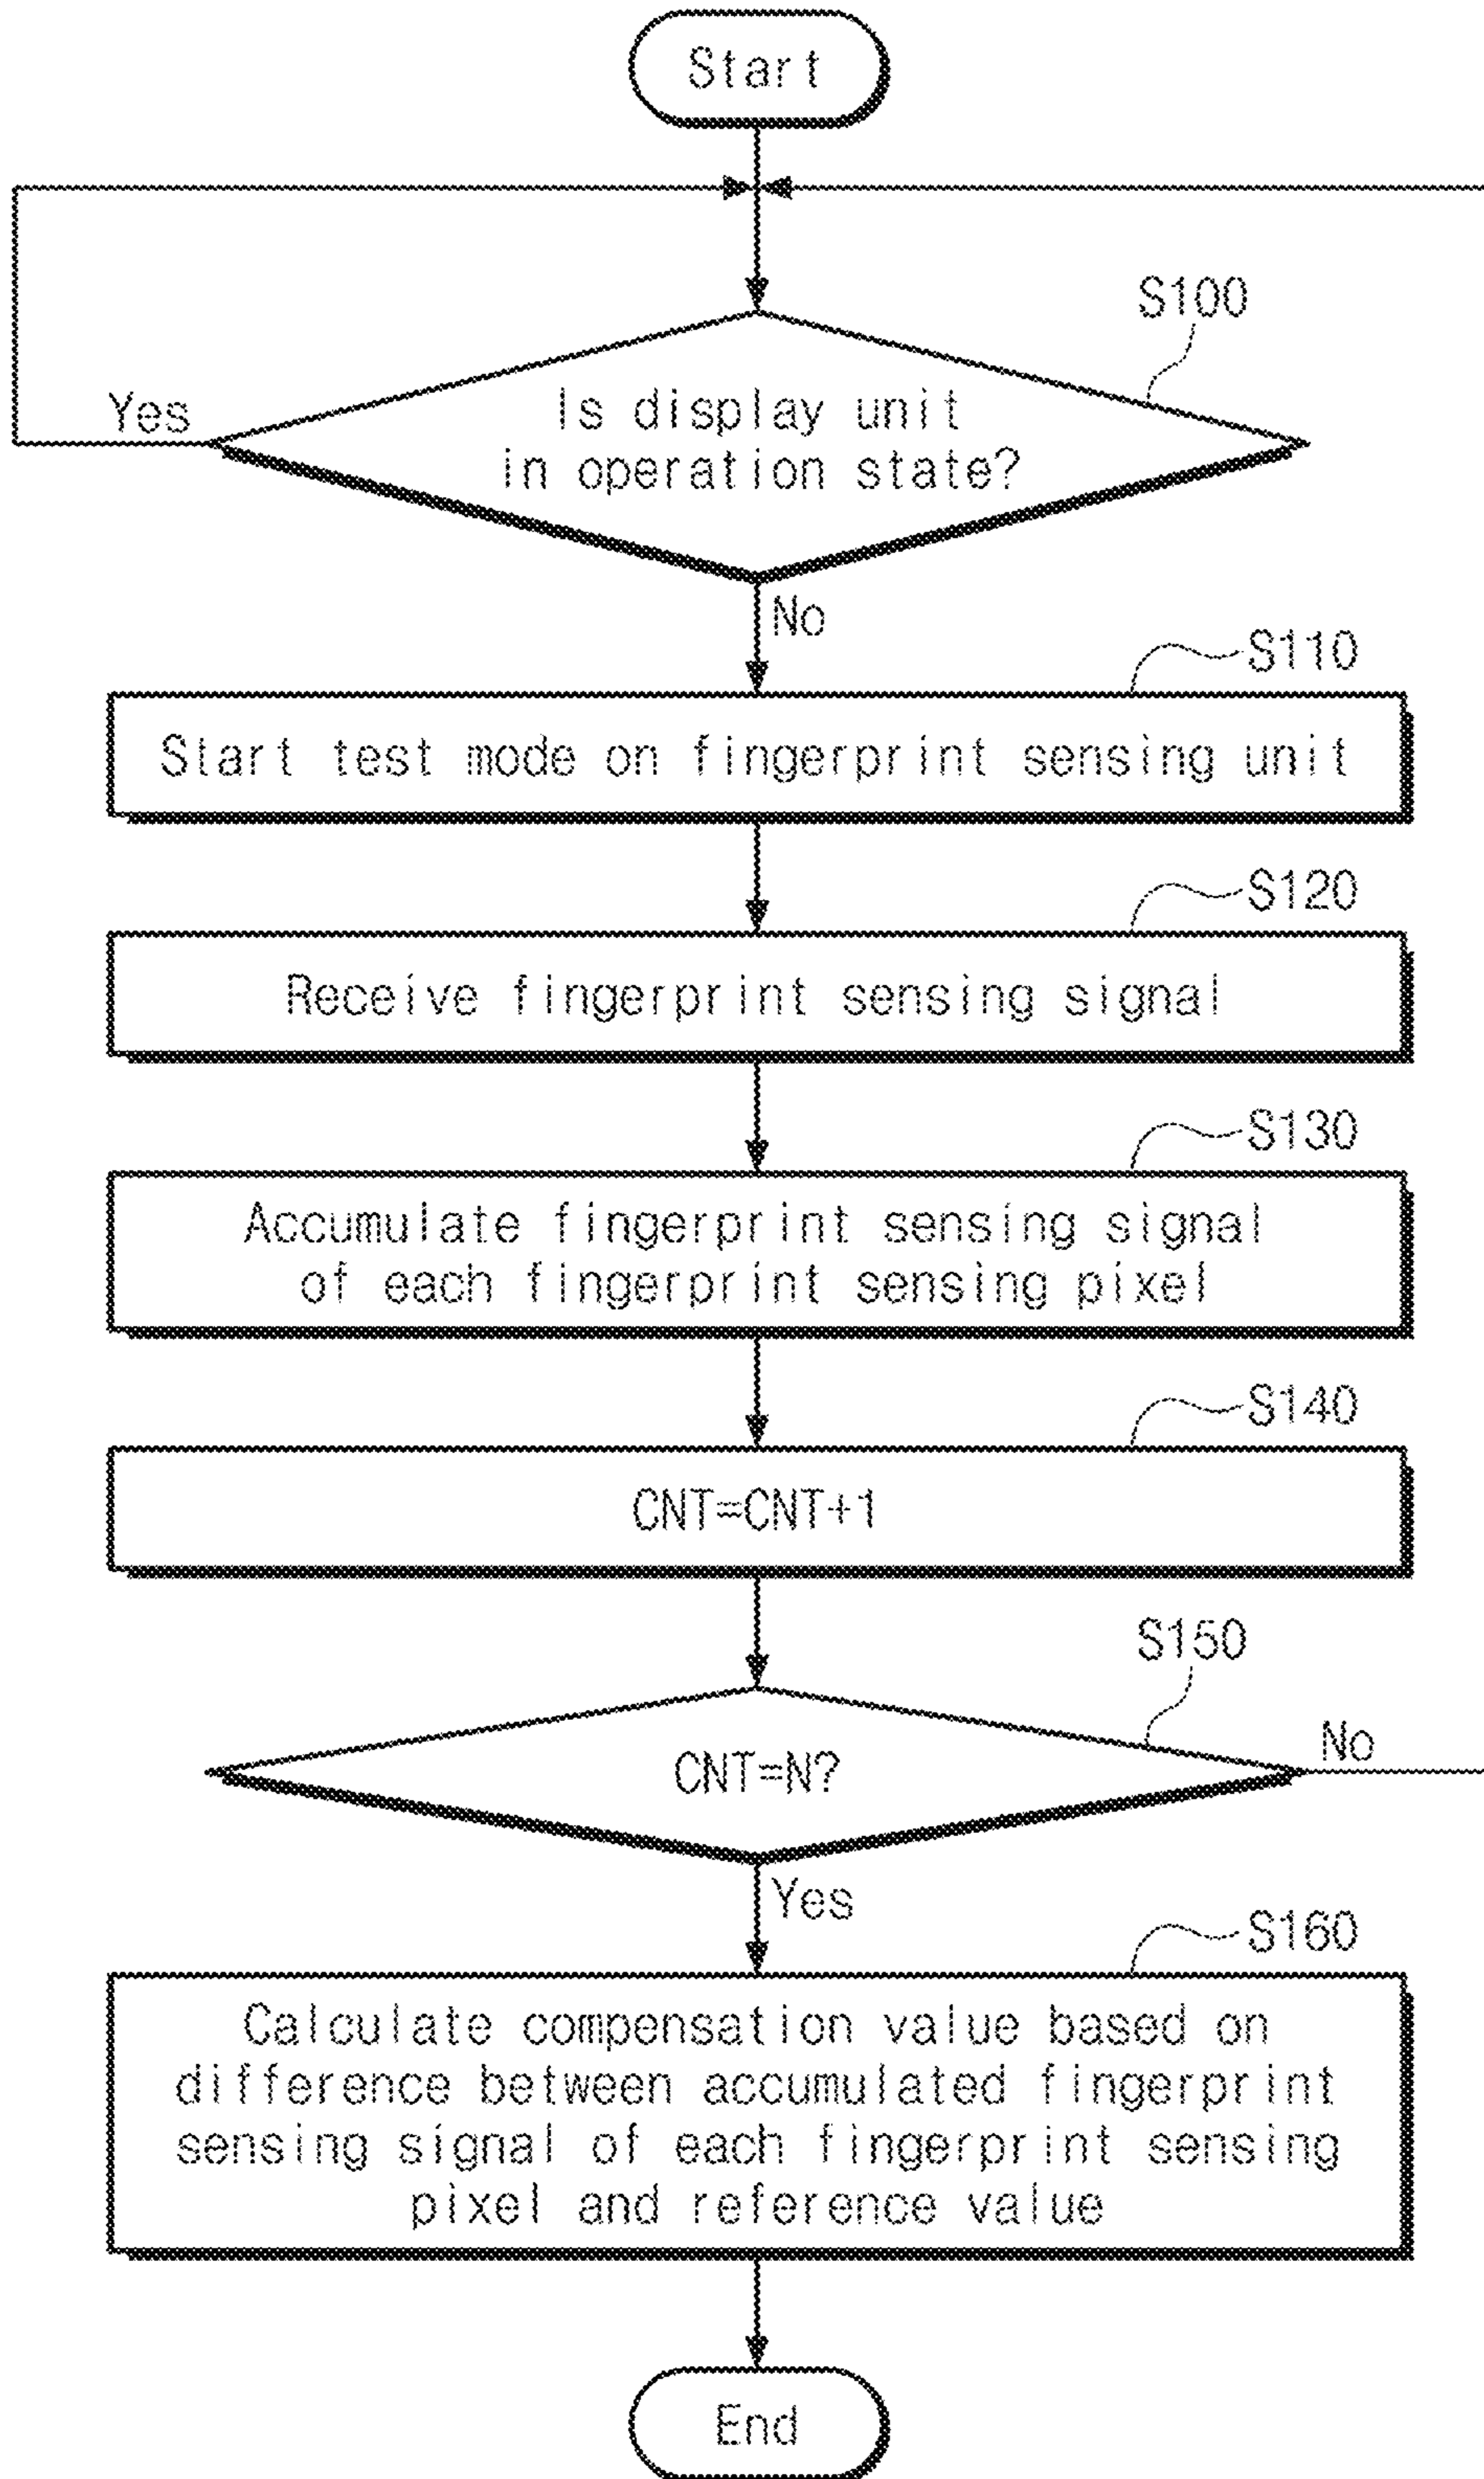 Start
S100
Yes
Is display unit
in operation state?
No
S110
Start test mode on fingerprint sensing unit
S120
Receive fingerprint sensing signal
S130
Accumulate fingerprint sensing signal
of each fingerprint sensing pixel
S140
CNT=CNT+1
S150
CNT=N?
No
Yes
S160
Calculate compensation value based on
difference between accumulated fingerprint
sensing signal of each fingerprint sensing
pixel and reference value
End